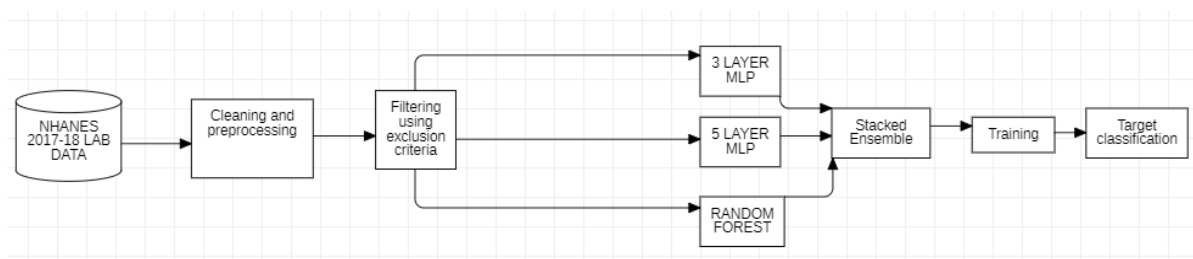 NHANES
2017-18 LAB
DATA
Cleaning and
preprocessing
Filtering
using
exclusion
criteria
3 LAYER
MLP
5 LAYER
MLP
RANDOM
FOREST
Stacked
Ensemble
Training
Target
classification